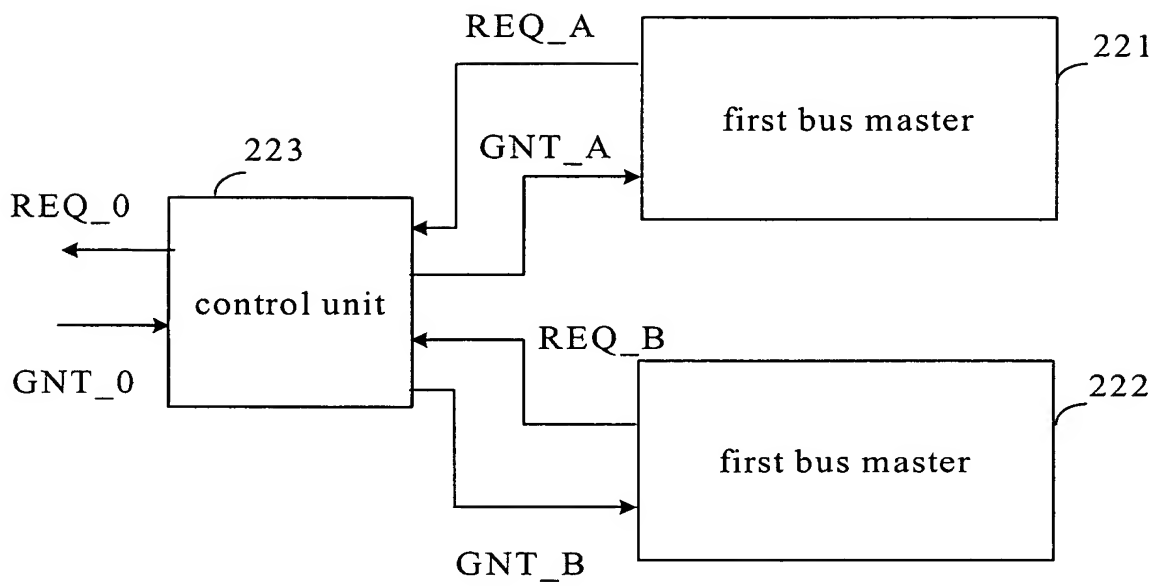 REQ_A
221
first bus master
GNT_A
223
REQ_0
control unit
REQ_B
GNT_0
222
first bus master
GNT_B